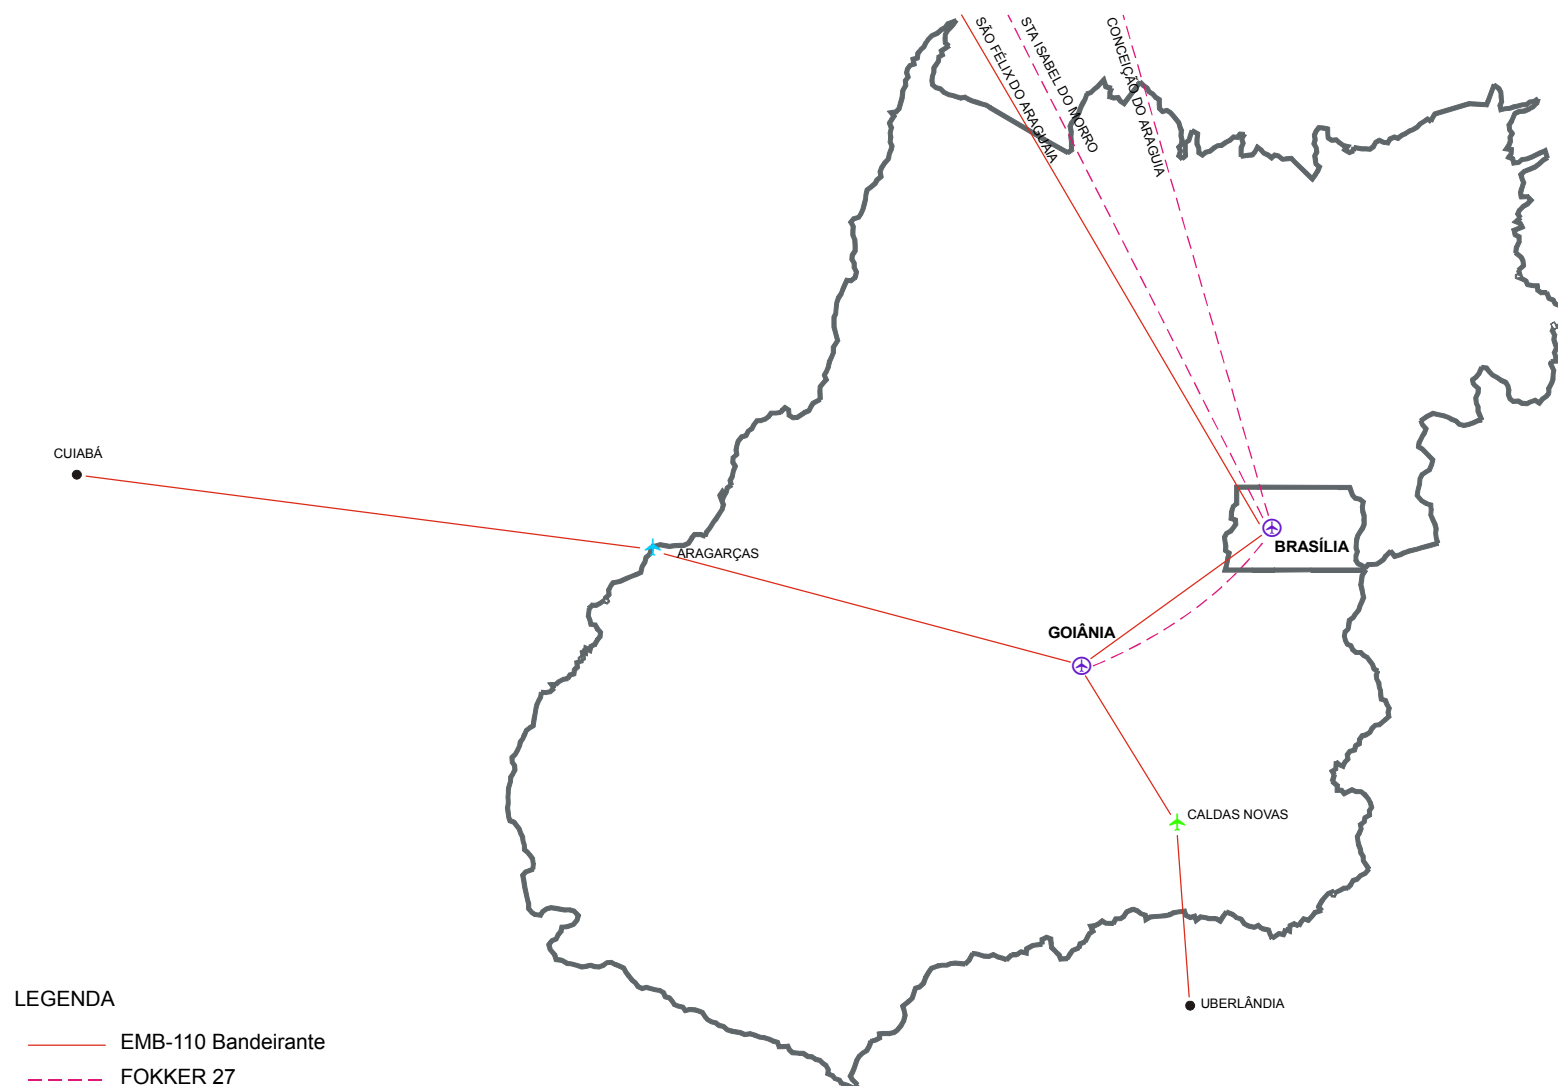 SÃO FÉLIX DO ARAGUAIA
STA ISABEL DO MORRO
CONCEIÇÃO DO ARAGUIA
CUIABÁ
ARAGARÇAS
BRASÍLIA
GOIÂNIA
CALDAS NOVAS
UBERLÂNDIA
LEGENDA
EMB-110 Bandeirante
FOKKER 27